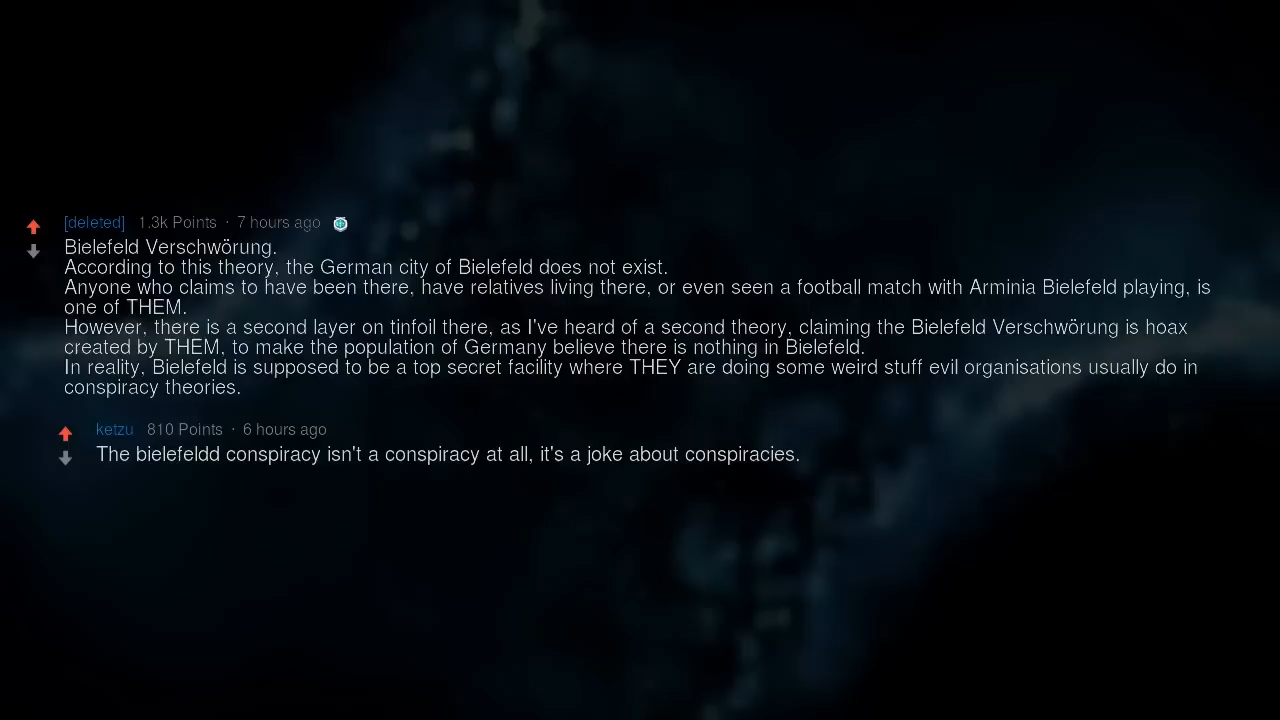 [deleted] 1.3k Points · 7 hours ago
Bielefeld Verschwörung.
According to this theory, the German city of Bielefeld does not exist.
Anyone who claims to have been there, have relatives living there, or even seen a football match with Arminia Bielefeld playing, is
one of THEM.
However, there is a second layer on tinfoil there, as I've heard of a second theory, claiming the Bielefeld Verschwörung is hoax
created by THEM, to make the population of Germany believe there is nothing in Bielefeld.
In reality, Bielefeld is supposed to be a top secret facility where THEY are doing some weird stuff evil organisations usually do in
conspiracy theories.
ketzu 810 Points · 6 hours ago
The bielefeldd conspiracy isn't a conspiracy at all, it's a joke about conspiracies.